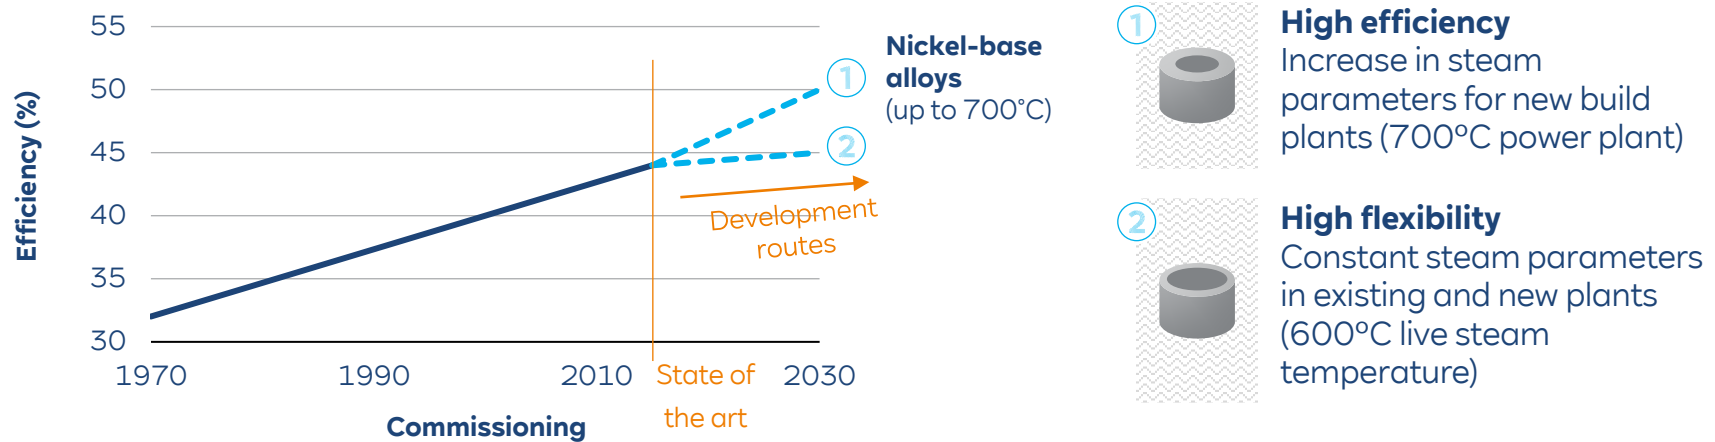 55
50
45
40
35
30
Efficiency (%)
1970
1990
2010
2030
Commissioning
State of
the art
Development
routes
1
2
Nickel-base
alloys
(up to 700°C)
1
High efficiency
Increase in steam
parameters for new build
plants (700ºC power plant)
2
High flexibility
Constant steam parameters
in existing and new plants
(600ºC live steam
temperature)